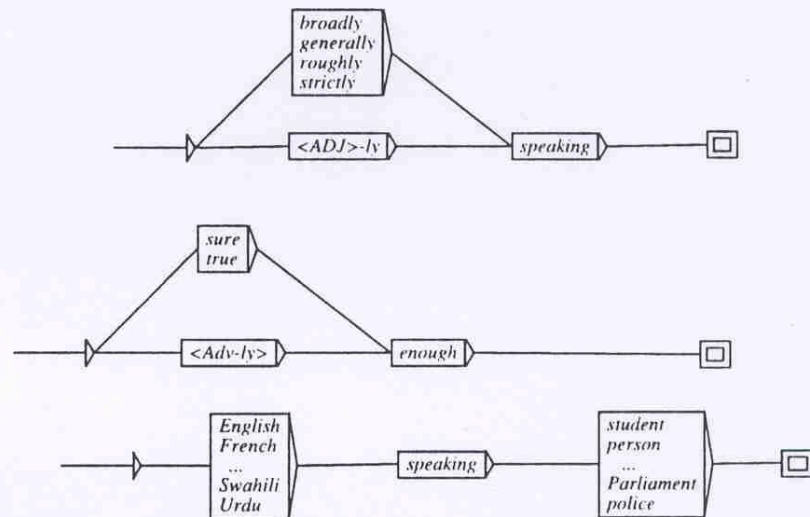 broadly
generally
roughly
strictly
<ADJ>-ly
speaking
sure
true
<Adv-ly>
enough
English
French
...
Swahili
Urdu
speaking
student
person
...
Parliament
police